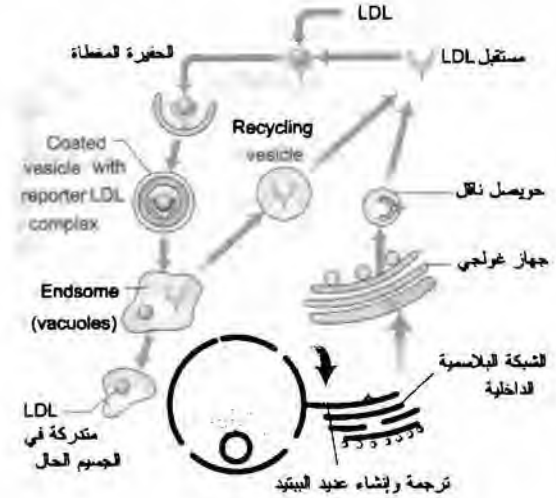 LDL
الحفيرة المغطاة
مستقبل LDL
Coated
vesicle with
reporter LDL
complex
Recycling
vesicle
حويصل ناقل
جهاز غولجي
Endsome
(vacuoles)
الشبكة البلاسمية
الداخلية
LDL
متدركة في
الجسيم الحال
ترجمة وإنشاء عديد الببتيد